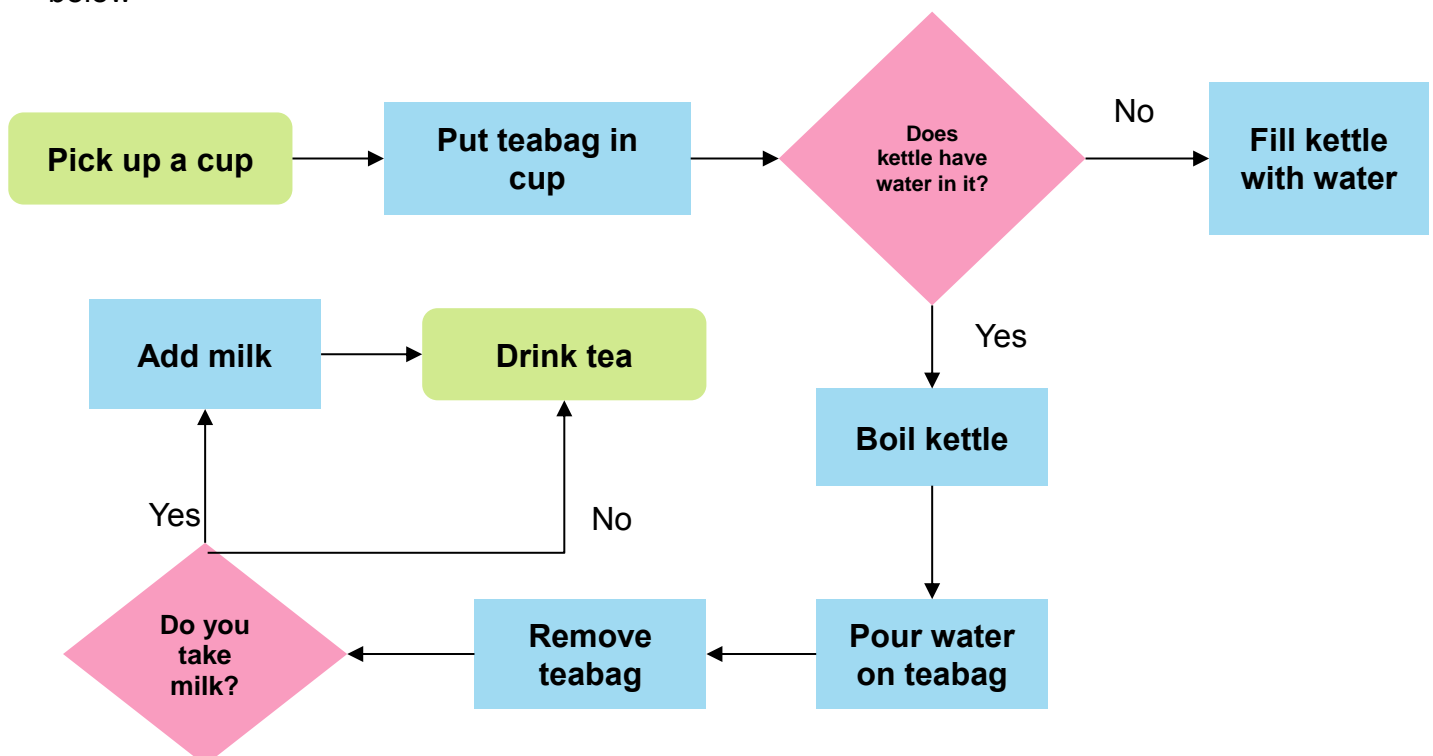 below
Pick up a cup
Put teabag in
cup
Does
kettle have
water in it?
No
Fill kettle
with water
Yes
Boil kettle
Pour water
on teabag
Remove
teabag
Do you
take
milk?
Yes
No
Add milk
Drink tea